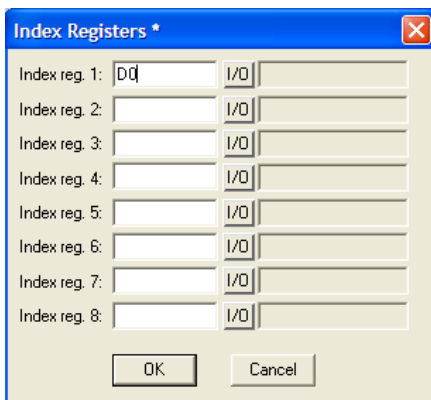 Index Registers *
Index reg. 1: D0 I/O
Index reg. 2: I/O
Index reg. 3: I/O
Index reg. 4: I/O
Index reg. 5: I/O
Index reg. 6: I/O
Index reg. 7: I/O
Index reg. 8: I/O
OK Cancel